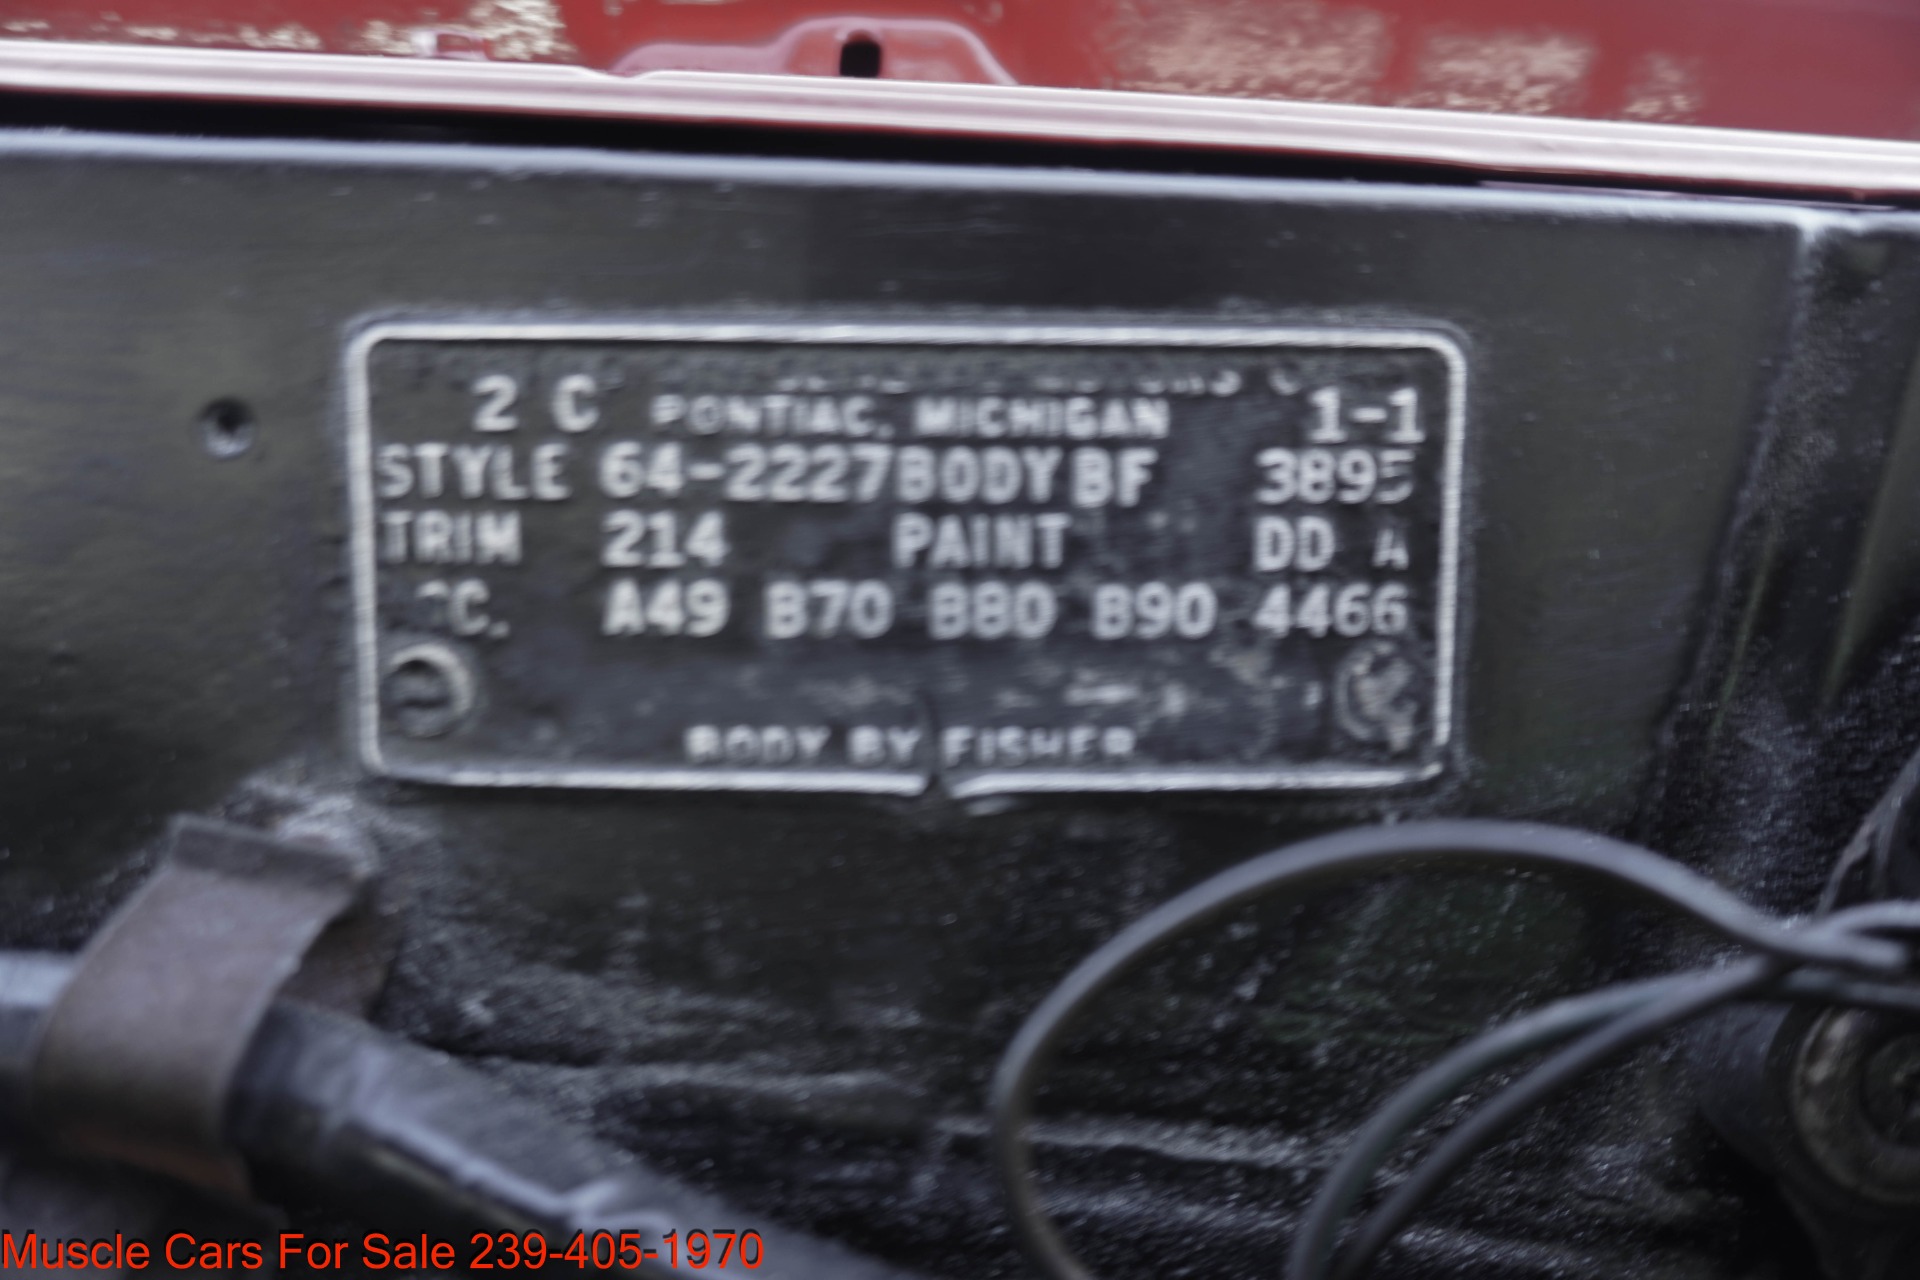 2 C PONTIAC, MICHIGAN 1-1
STYLE 64-2227 BODY BF 3895
TRIM 214 PAINT DD A
A49 B70 B80 B90 4466
BODY BY FISHER
Muscle Cars For Sale 239-405-1970